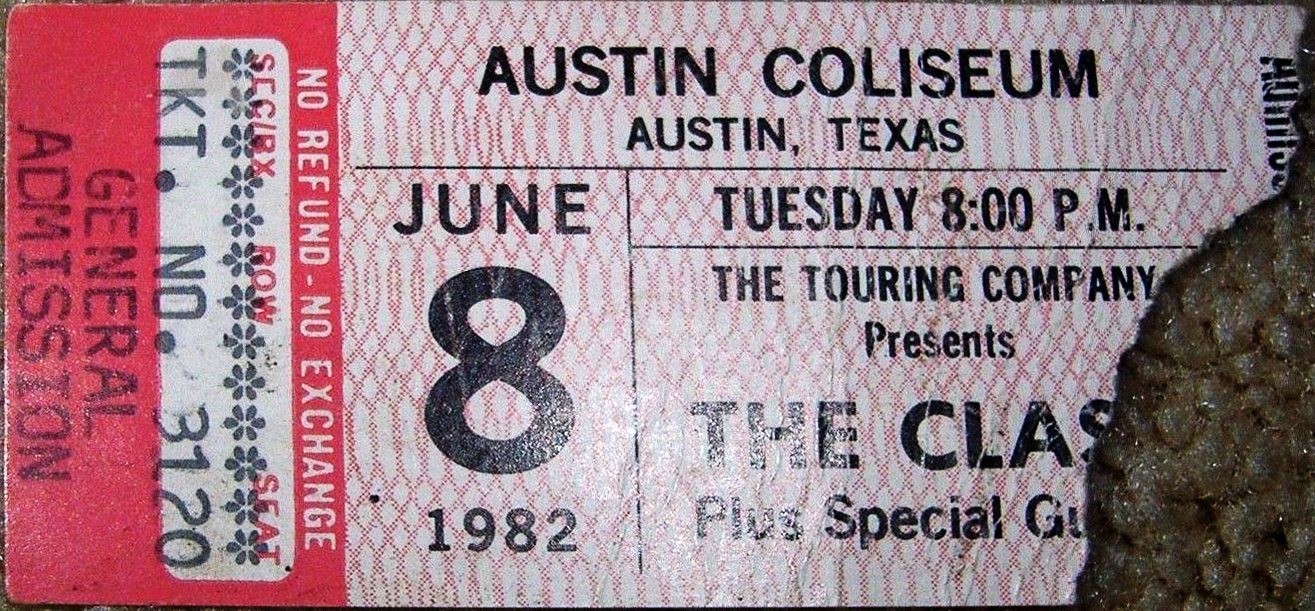 GENERAL
ADMISSION
TKT. NO. 3120
SEC/BX ROW SEAT
NO REFUND - NO EXCHANGE
AUSTIN COLISEUM
AUSTIN, TEXAS
JUNE
8
1982
TUESDAY 8:00 P.M.
THE TOURING COMPANY
Presents
THE CLAS
Plus Special Gu